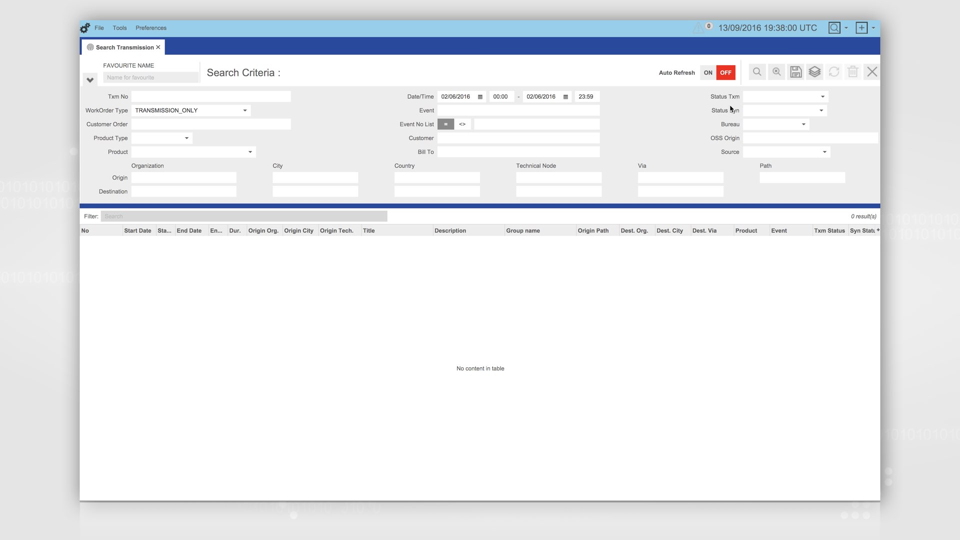 File Tools Preferences
0 13/09/2016 19:38:00 UTC
Search Transmission
FAVOURITE NAME
Name for favourite
Search Criteria :
Auto Refresh ON OFF
Txm No
Date/Time 02/06/2016 00:00 - 02/06/2016 23:59
Status Txm
WorkOrder Type TRANSMISSION_ONLY
Event
Status Syn
Customer Order
Event No List = <>
Bureau
Product Type
Customer
OSS Origin
Product
Bill To
Source
Organization City Country Technical Node Via Path
Origin
Destination
Filter: Search 0 result(s)
No Start Date Sta... End Date En... Dur. Origin Org. Origin City Origin Tech. Title Description Group name Origin Path Dest. Org. Dest. City Dest. Via Product Event Txm Status Syn Statu
No content in table